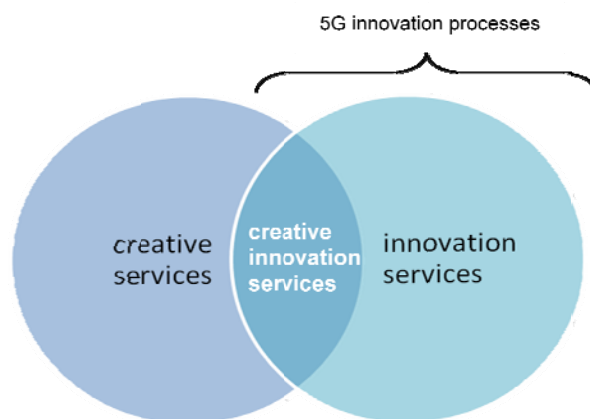 5G innovation processes
creative
services
creative
innovation
services
innovation
services